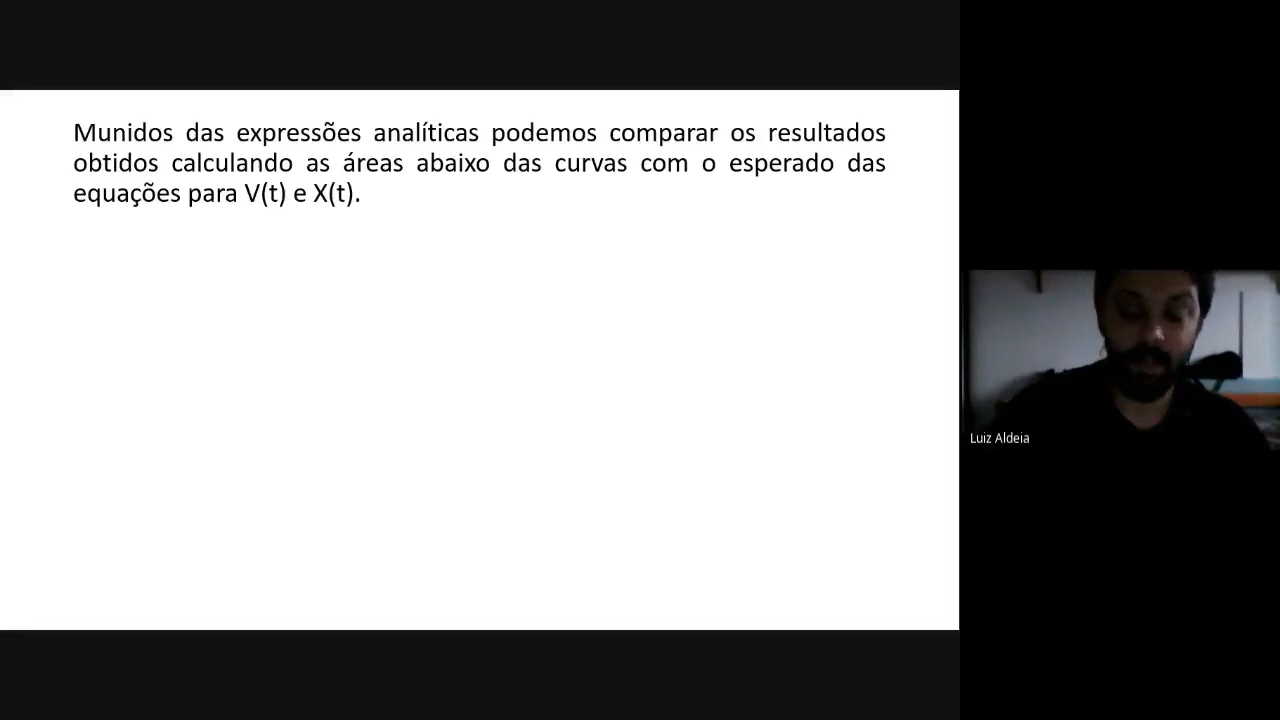 Munidos das expressões analíticas podemos comparar os resultados
obtidos calculando as áreas abaixo das curvas com o esperado das
equações para V(t) e X(t).
Luiz Aldeia